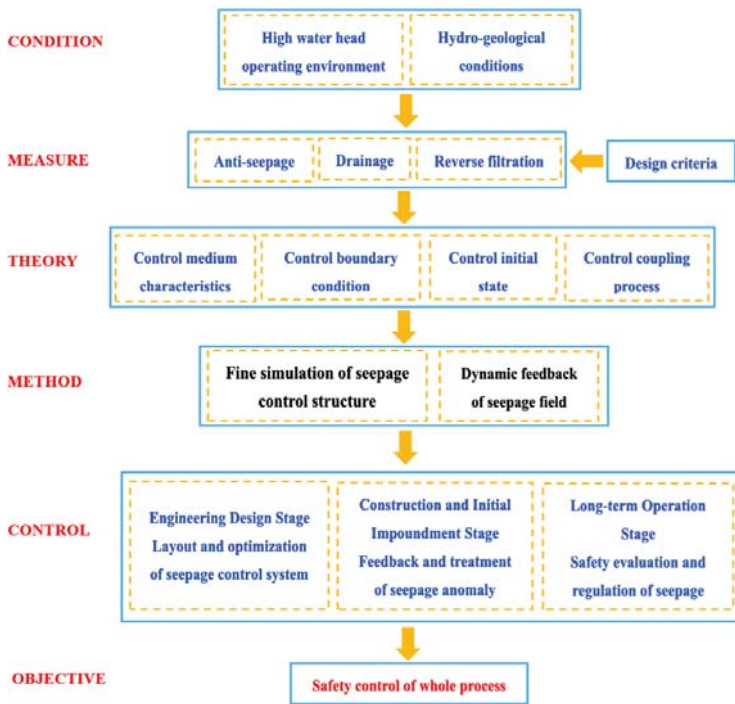 CONDITION
High water head
operating environment
Hydro-geological
conditions
MEASURE
Anti-seepage
Drainage
Reverse filtration
Design criteria
THEORY
Control medium
characteristics
Control boundary
condition
Control initial
state
Control coupling
process
METHOD
Fine simulation of seepage
control structure
Dynamic feedback
of seepage field
CONTROL
Engineering Design Stage
Layout and optimization
of seepage control system
Construction and Initial
Impoundment Stage
Feedback and treatment
of seepage anomaly
Long-term Operation
Stage
Safety evaluation and
regulation of seepage
OBJECTIVE
Safety control of whole process